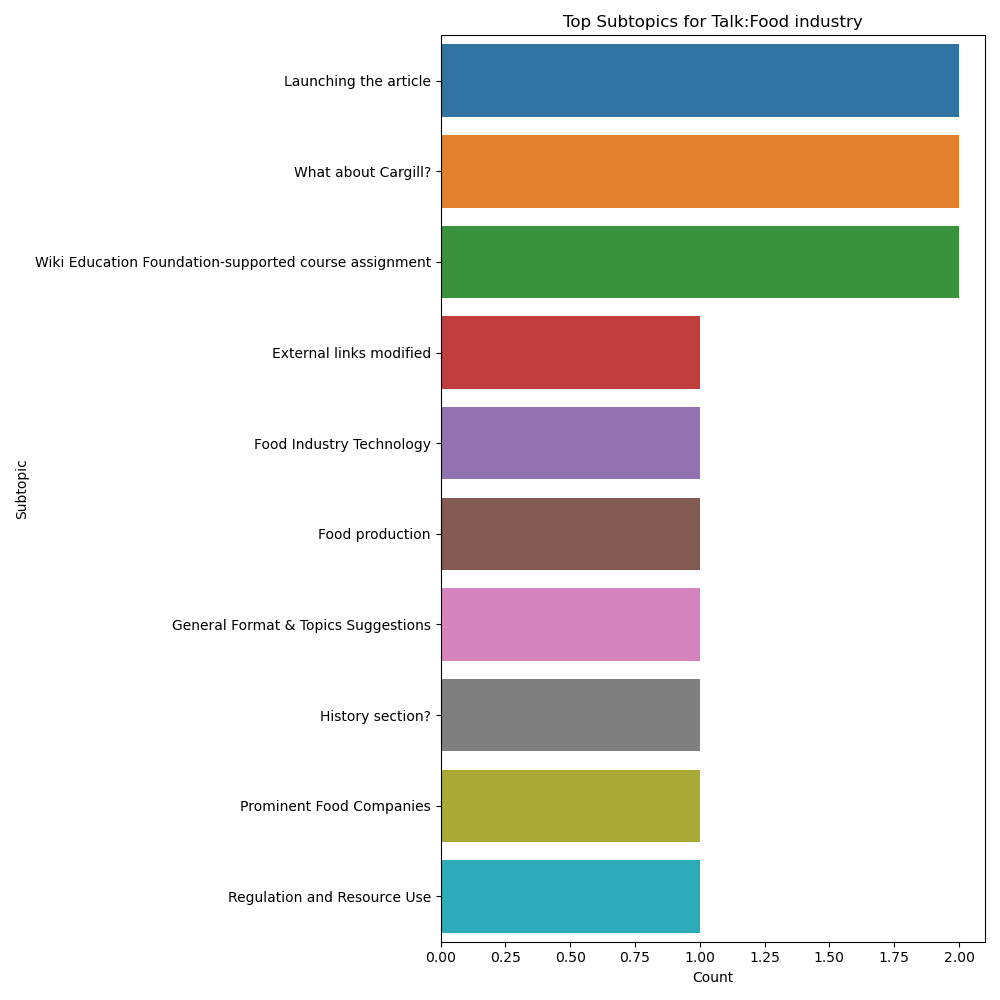 Top Subtopics for Talk:Food industry
Launching the article
What about Cargill?
Wiki Education Foundation-supported course assignment
External links modified
Food Industry Technology
Food production
General Format & Topics Suggestions
History section?
Prominent Food Companies
Regulation and Resource Use
Subtopic
0.00 0.25 0.50 0.75 1.00 1.25 1.50 1.75 2.00
Count